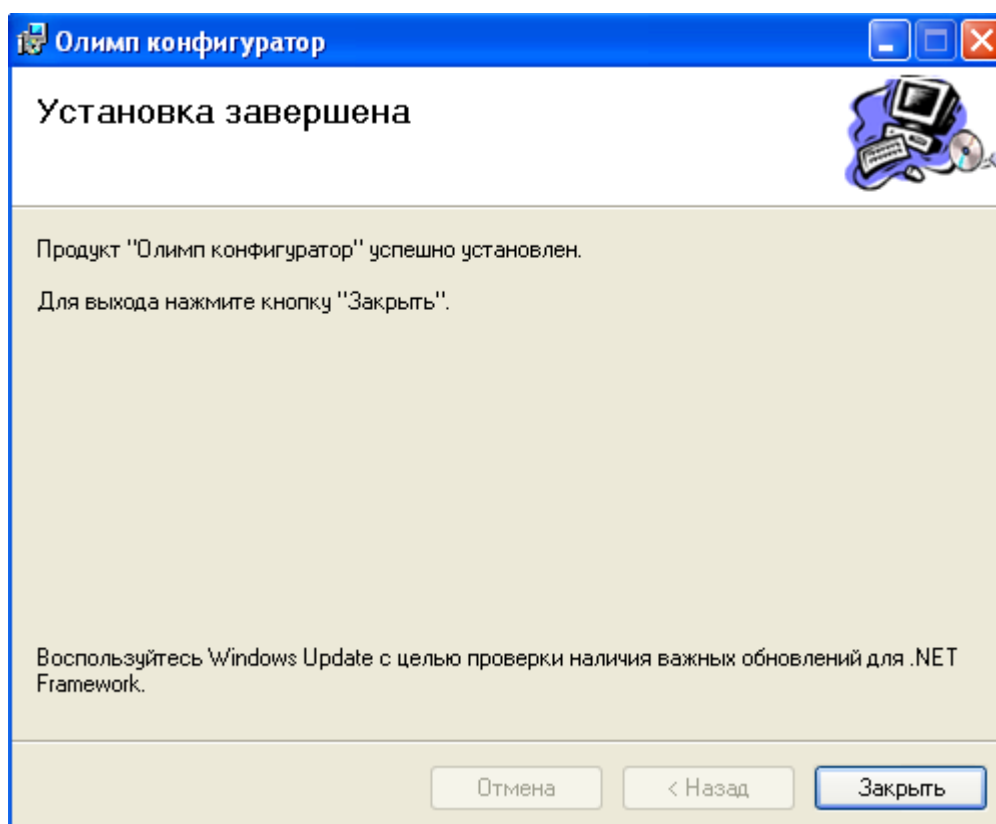 Олимп конфигуратор
Установка завершена
Продукт "Олимп конфигуратор" успешно установлен.
Для выхода нажмите кнопку "Закрыть".
Воспользуйтесь Windows Update с целью проверки наличия важных обновлений для .NET
Framework.
Отмена
< Назад
Закрыть